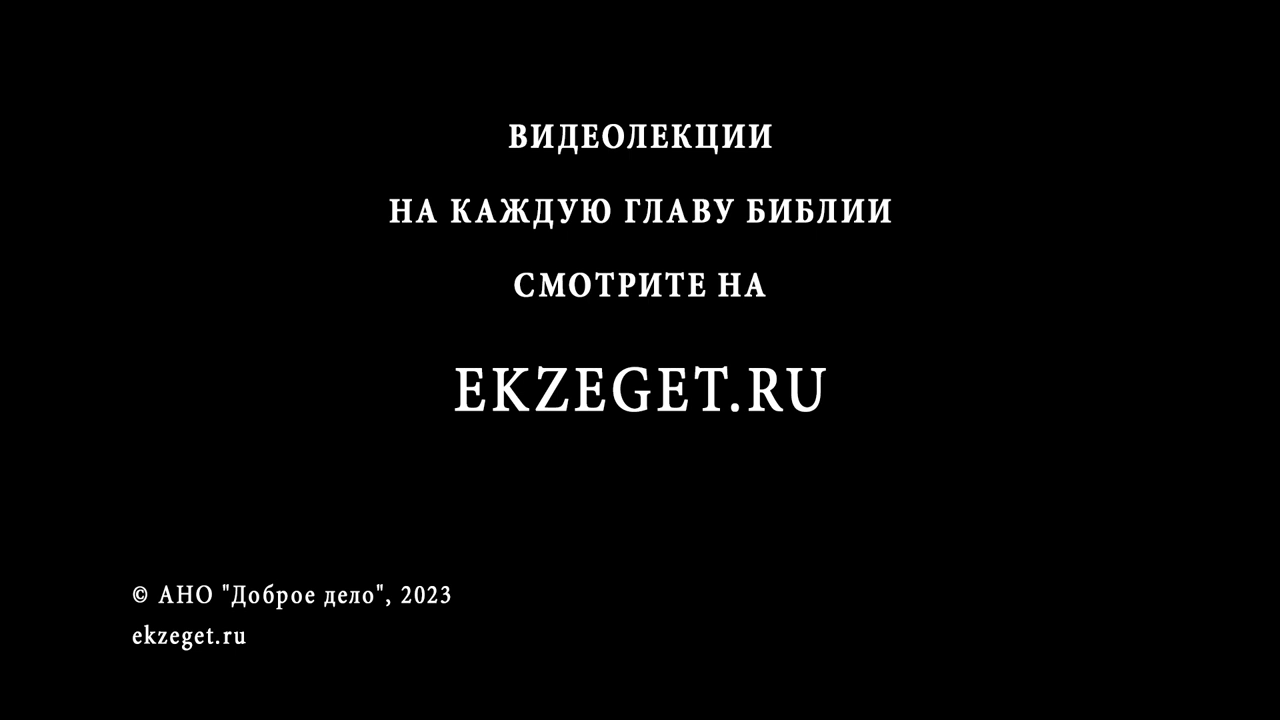 ВИДЕОЛЕКЦИИ
НА КАЖДУЮ ГЛАВУ БИБЛИИ
СМОТРИТЕ НА
EKZEGET.RU
© АНО "Доброе дело", 2023
ekzeget.ru